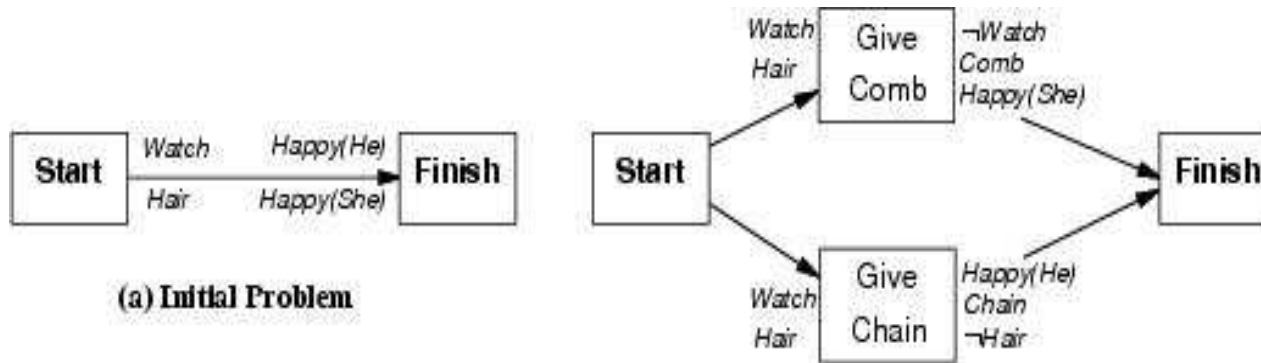 Start
Watch
Hair
Happy(He)
Happy(She)
Finish
(a) Initial Problem
Start
Watch
Hair
Give
Comb
¬Watch
Comb
Happy(She)
Watch
Hair
Give
Chain
Happy(He)
Chain
¬Hair
Finish